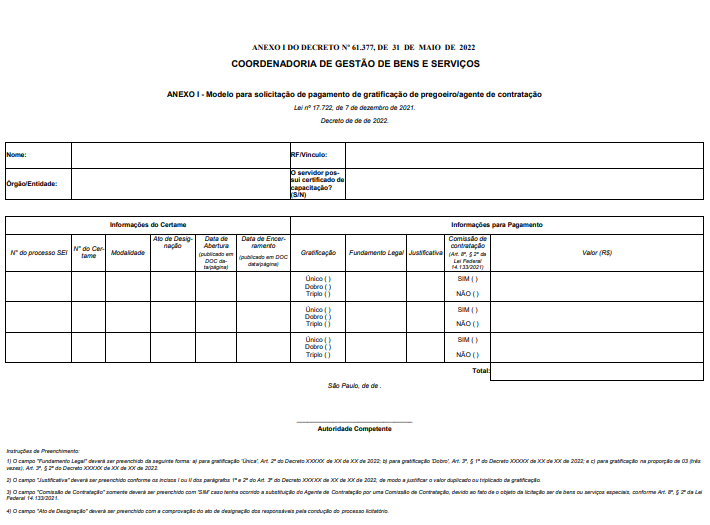 ANEXO I DO DECRETO Nº 61.377, DE 31 DE MAIO DE 2022
COORDENADORIA DE GESTÃO DE BENS E SERVIÇOS
ANEXO I - Modelo para solicitação de pagamento de gratificação de pregoeiro/agente de contratação
Lei nº 17.722, de 7 de dezembro de 2021.
Decreto de de de 2022.
Nome:
RF/Vínculo:
Órgão/Entidade:
O servidor pos-
sui certificado de
capacitação?
(S/N)
Informações do Certame
Informações para Pagamento
N° do processo SEI
N° do Cer-
tame
Modalidade
Ato de Desig-
nação
Data de
Abertura
(publicado em
DOC da-
ta/página)
Data de Encer-
ramento
(publicado em DOC
data/página)
Gratificação
Fundamento Legal
Justificativa
Comissão de
contratação
(Art. 8º, § 2º da
Lei Federal
14.133/2021)
Valor (R$)
Único ( )
Dobro ( )
Triplo ( )
SIM ( )
NÃO ( )
Único ( )
Dobro ( )
Triplo ( )
SIM ( )
NÃO ( )
Único ( )
Dobro ( )
Triplo ( )
SIM ( )
NÃO ( )
Total:
São Paulo, de de .
Autoridade Competente
Instruções de Preenchimento:
1) O campo "Fundamento Legal" deverá ser preenchido da seguinte forma: a) para gratificação 'Única', Art. 2º do Decreto XXXXX de XX de XX de 2022; b) para gratificação 'Dobro', Art. 3º, § 1º do Decreto XXXXX de XX de XX de 2022; e c) para gratificação na proporção de 03 (três
vezes), Art. 3º, § 2º do Decreto XXXXX de XX de XX de 2022.
2) O campo "Justificativa" deverá ser preenchido conforme os incisos I ou II dos parágrafos 1º e 2º do Art. 3º do Decreto XXXXX de XX de XX de 2022, de modo a justificar o valor duplicado ou triplicado da gratificação.
3) O campo "Comissão de Contratação" somente deverá ser preenchido com 'SIM' caso tenha ocorrido a substituição do Agente de Contratação por uma Comissão de Contratação, devido ao fato de o objeto da licitação ser de bens ou serviços especiais, conforme Art. 8º, § 2º da Lei
Federal 14.133/2021.
4) O campo "Ato de Designação" deverá ser preenchido com a comprovação do ato de designação dos responsáveis pela condução do processo licitatório.